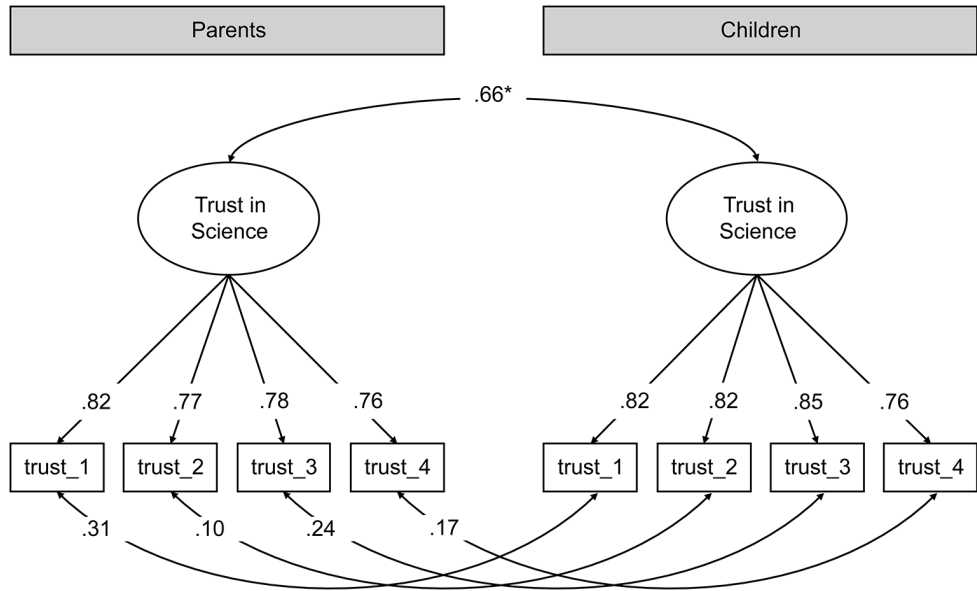 Parents
Children
.66*
Trust in
Science
Trust in
Science
.82
.77
.78
.76
.82
.82
.85
.76
trust_1
trust_2
trust_3
trust_4
trust_1
trust_2
trust_3
trust_4
.31
.10
.24
.17